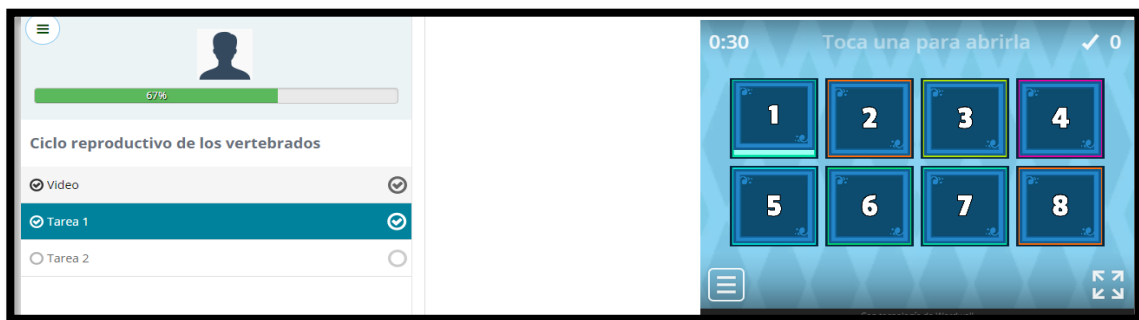 67%
Ciclo reproductivo de los vertebrados
Video
Tarea 1
Tarea 2
0:30 Toca una para abrirla 0
1 2 3 4
5 6 7 8